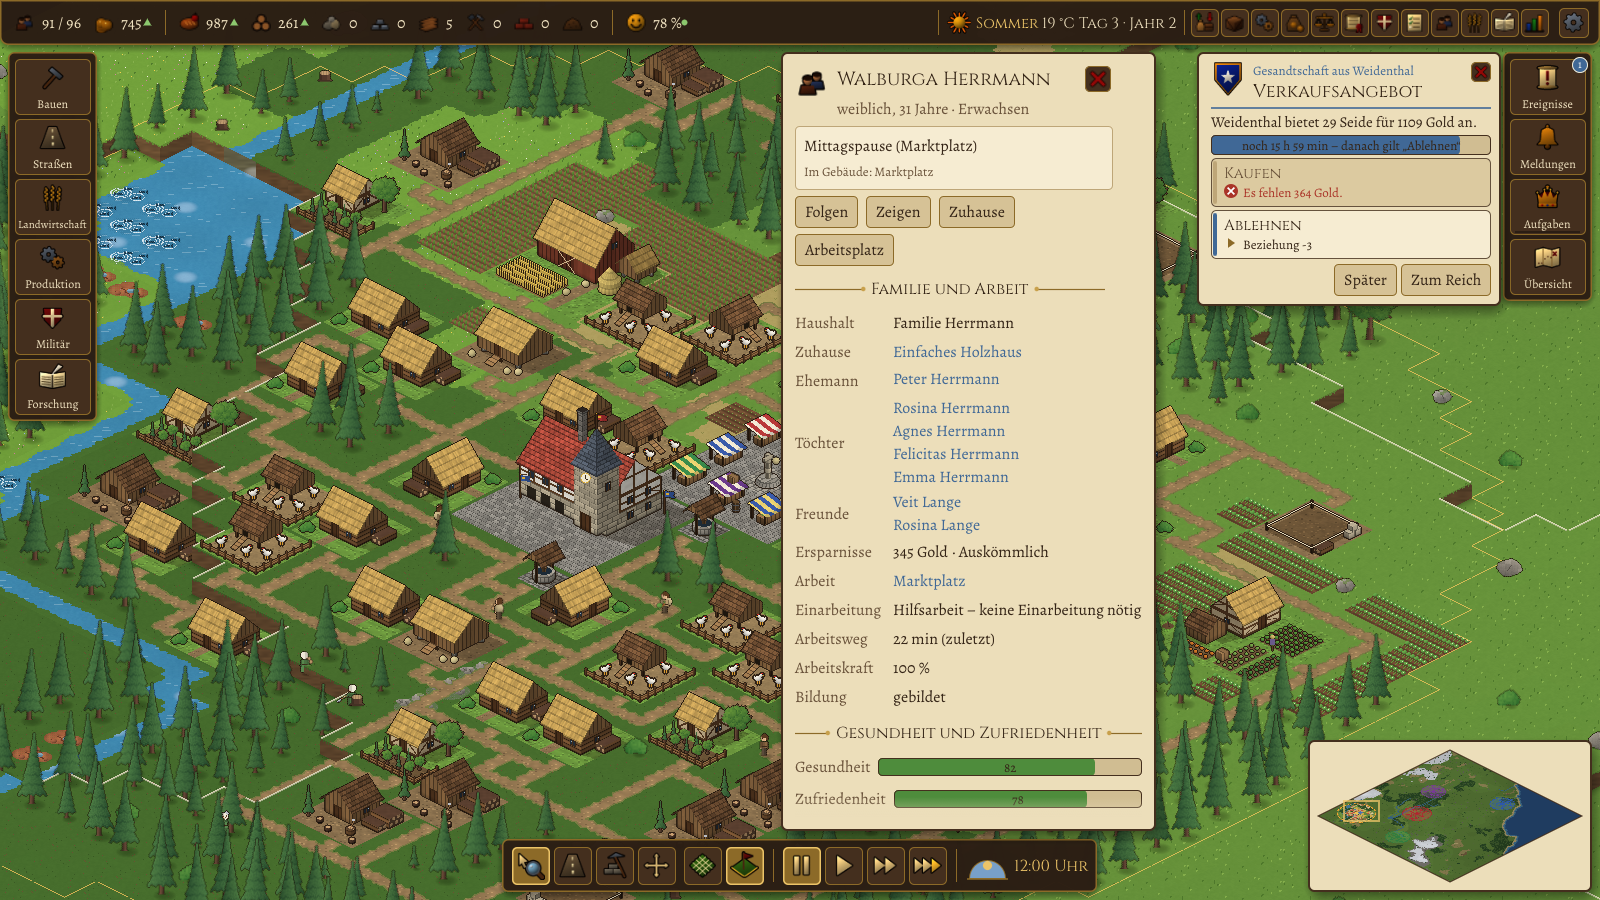 91 / 96
745
987
261
0
0
5
0
0
0
78 %
Sommer 19 °C Tag 3 · Jahr 2
Bauen
Straßen
Landwirtschaft
Produktion
Militär
Forschung
Walburga Herrmann
weiblich, 31 Jahre · Erwachsen
Mittagspause (Marktplatz)
Im Gebäude: Marktplatz
Folgen
Zeigen
Zuhause
Arbeitsplatz
Familie und Arbeit
Haushalt Familie Herrmann
Zuhause Einfaches Holzhaus
Ehemann Peter Herrmann
Töchter Rosina Herrmann
Agnes Herrmann
Felicitas Herrmann
Emma Herrmann
Freunde Veit Lange
Rosina Lange
Ersparnisse 345 Gold · Auskömmlich
Arbeit Marktplatz
Einarbeitung Hilfsarbeit – keine Einarbeitung nötig
Arbeitsweg 22 min (zuletzt)
Arbeitskraft 100 %
Bildung gebildet
Gesundheit und Zufriedenheit
Gesundheit 82
Zufriedenheit 78
Gesandtschaft aus Weidenthal
Verkaufsangebot
Weidenthal bietet 29 Seide für 1109 Gold an.
noch 15 h 59 min – danach gilt „Ablehnen“
Kaufen
Es fehlen 364 Gold.
Ablehnen
Beziehung -3
Später
Zum Reich
1
Ereignisse
Meldungen
Aufgaben
Übersicht
12:00 Uhr